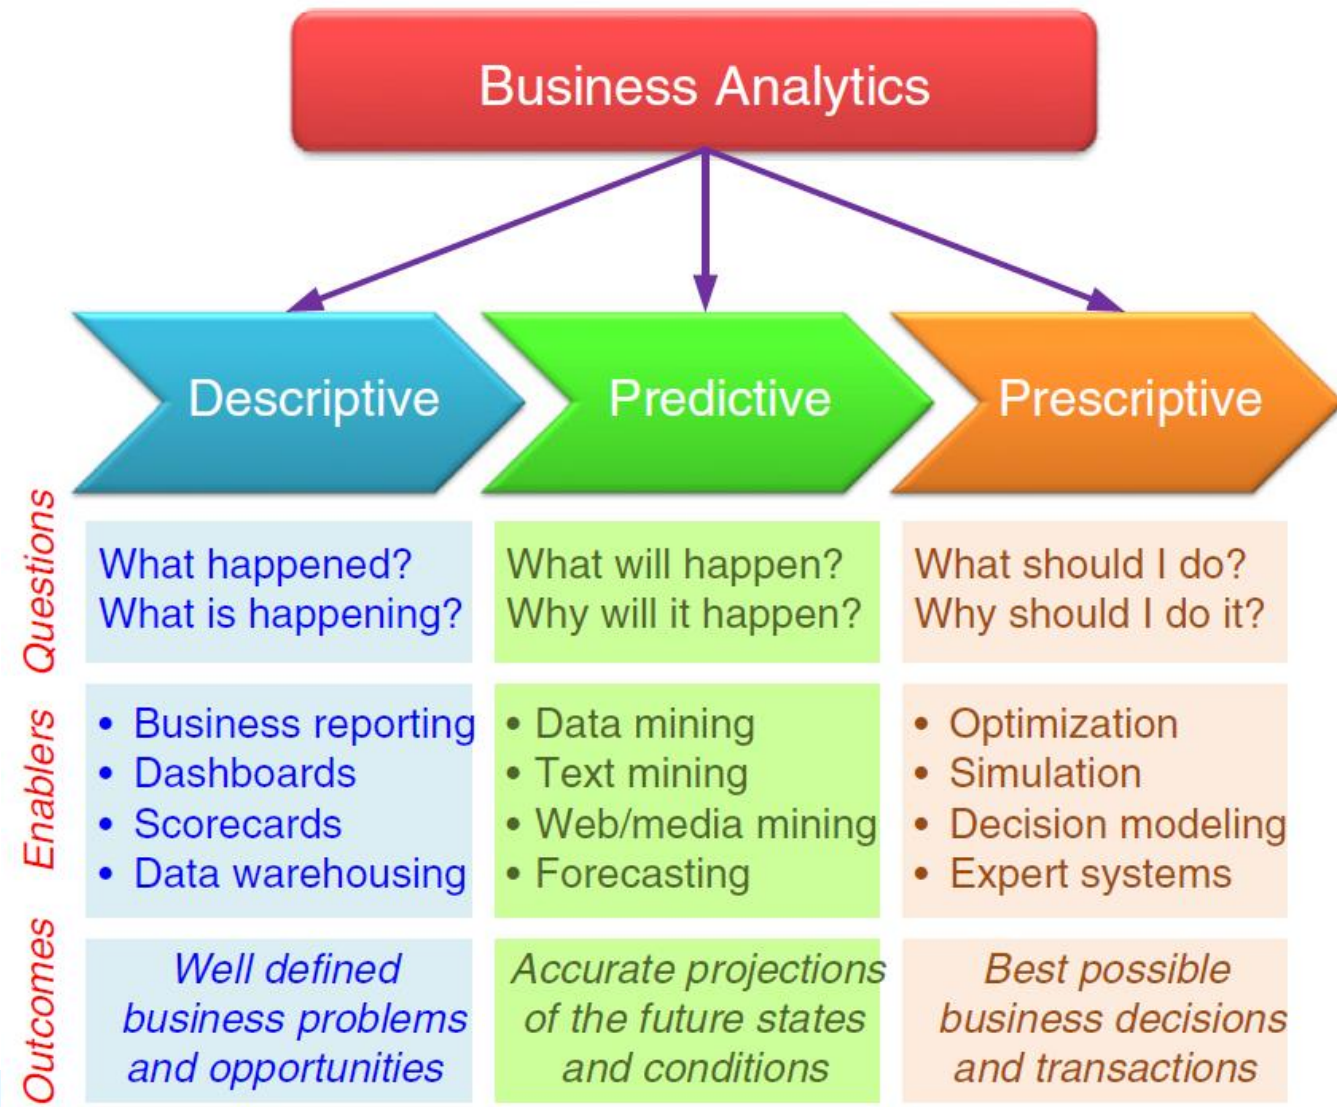 Business Analytics
Descriptive
Predictive
Prescriptive
Questions
What happened?
What is happening?
What will happen?
Why will it happen?
What should I do?
Why should I do it?
Enablers
• Business reporting
• Dashboards
• Scorecards
• Data warehousing
• Data mining
• Text mining
• Web/media mining
• Forecasting
• Optimization
• Simulation
• Decision modeling
• Expert systems
Outcomes
Well defined
business problems
and opportunities
Accurate projections
of the future states
and conditions
Best possible
business decisions
and transactions